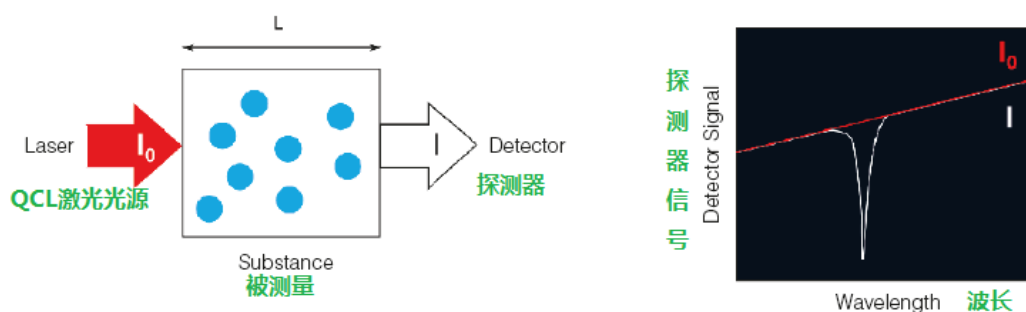 L
Laser
I₀
I
Detector
QCL激光光源
探测器
Substance
被测量
探测器信号
Detector Signal
I₀
I
Wavelength 波长